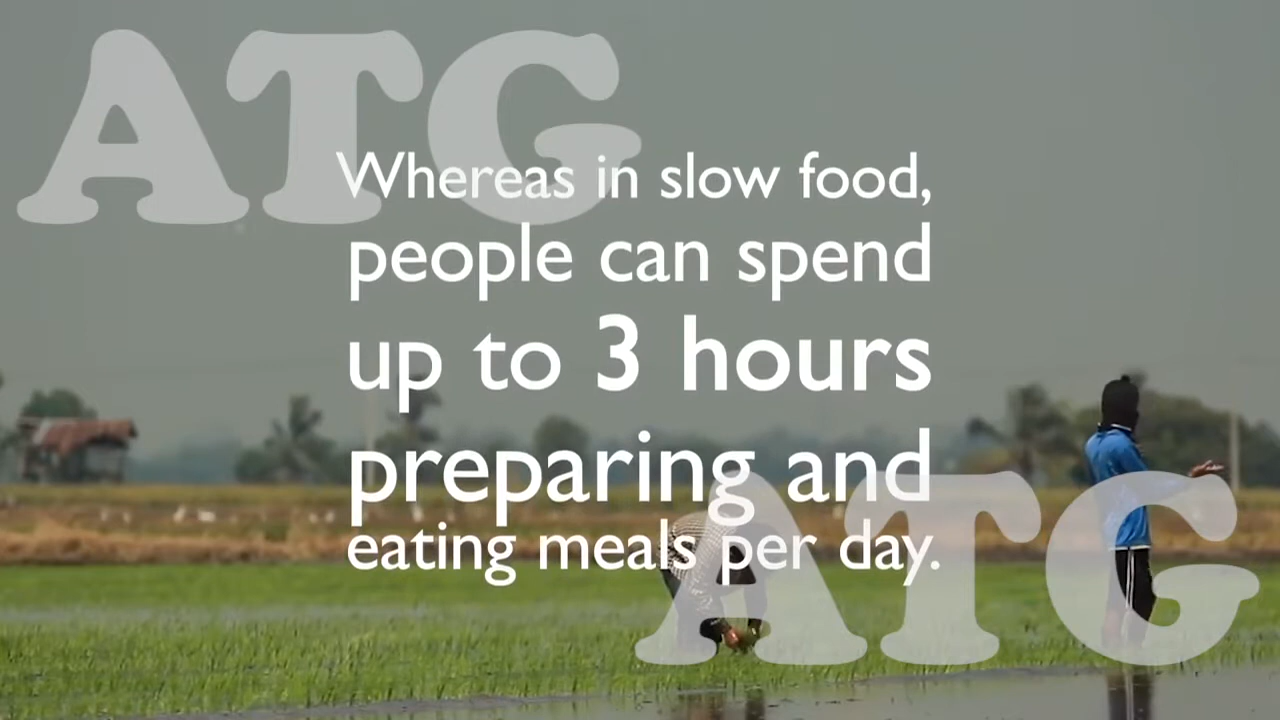 ATG
Whereas in slow food,
people can spend
up to 3 hours
preparing and
eating meals per day.
ATG